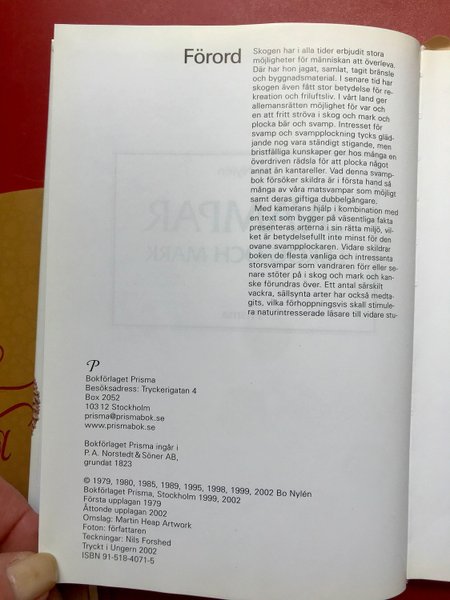 Förord
Skogen har i alla tider erbjudit stora
möjligheter för människan att överleva.
Där har hon jagat, samlat, tagit bränsle
och byggnadsmaterial. I senare tid har
skogen även fått stor betydelse för re-
kreation och friluftsliv. I vårt land ger
allemansrätten möjlighet för var och
en att fritt ströva i skog och mark och
plocka bär och svamp. Intresset för
svamp och svampplockning tycks gläd-
jande nog vara ständigt stigande, men
bristfälliga kunskaper ger hos många en
överdriven rädsla för att plocka något
annat än kantareller. Vad denna svamp-
bok försöker skildra är i första hand så
många av våra matsvampar som möjligt
samt deras giftiga dubbelgångare.
Med kamerans hjälp i kombination med
en text som bygger på väsentliga fakta
presenteras arterna i sin rätta miljö, vil-
ket är betydelsefullt inte minst för den
ovane svampplockaren. Vidare skildrar
boken de flesta vanliga och intressanta
storsvampar som vandraren förr eller se-
nare stöter på i skog och mark och kan-
ske förundras över. Ett antal särskilt
vackra, sällsynta arter har också medta-
gits, vilka förhoppningsvis skall stimule-
ra naturintresserade läsare till vidare stu-
P
Bokförlaget Prisma
Besöksadress: Tryckerigatan 4
Box 2052
103 12 Stockholm
prisma@prismabok.se
www.prismabok.se
Bokförlaget Prisma ingår i
P. A. Norstedt & Söner AB,
grundat 1823
© 1979, 1980, 1985, 1989, 1995, 1998, 1999, 2002 Bo Nylén
Bokförlaget Prisma, Stockholm 1999, 2002
Första upplagan 1979
Åttonde upplagan 2002
Omslag: Martin Heap Artwork
Foton: författaren
Teckningar: Nils Forshed
Tryckt i Ungern 2002
ISBN 91-518-4071-5